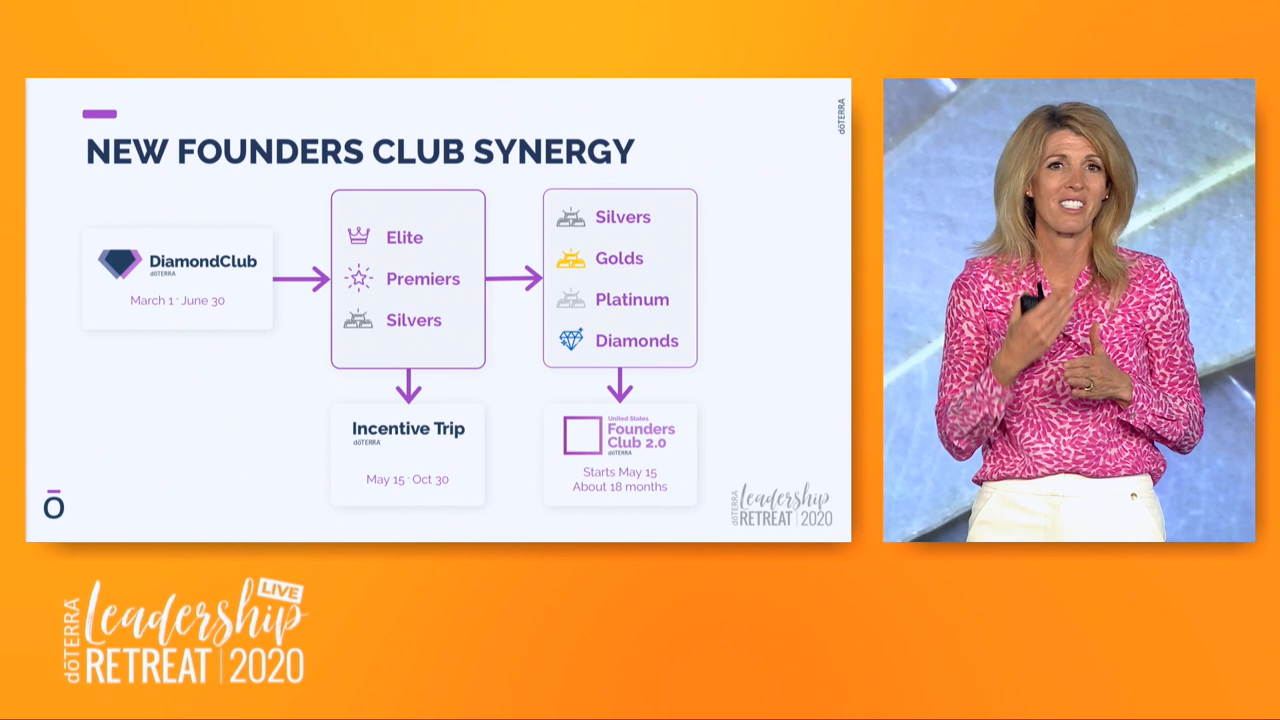 dōTERRA
NEW FOUNDERS CLUB SYNERGY
DiamondClub
dōTERRA
March 1 - June 30
Elite
Premiers
Silvers
Silvers
Golds
Platinum
Diamonds
Incentive Trip
dōTERRA
May 15 - Oct 30
United States
Founders
Club 2.0
dōTERRA
Starts May 15
About 18 months
dōTERRA
Leadership
RETREAT | 2020
dōTERRA
Leadership
LIVE
RETREAT | 2020